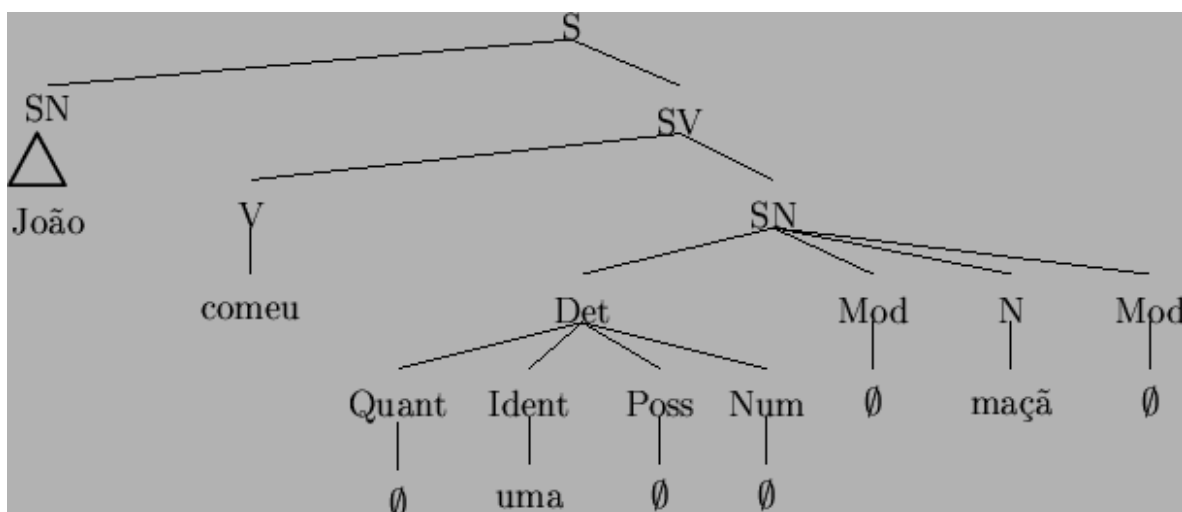 S
SN
SV
João V SN
comeu Det Mod N Mod
Quant Ident Poss Num ∅ maçã ∅
∅ uma ∅ ∅